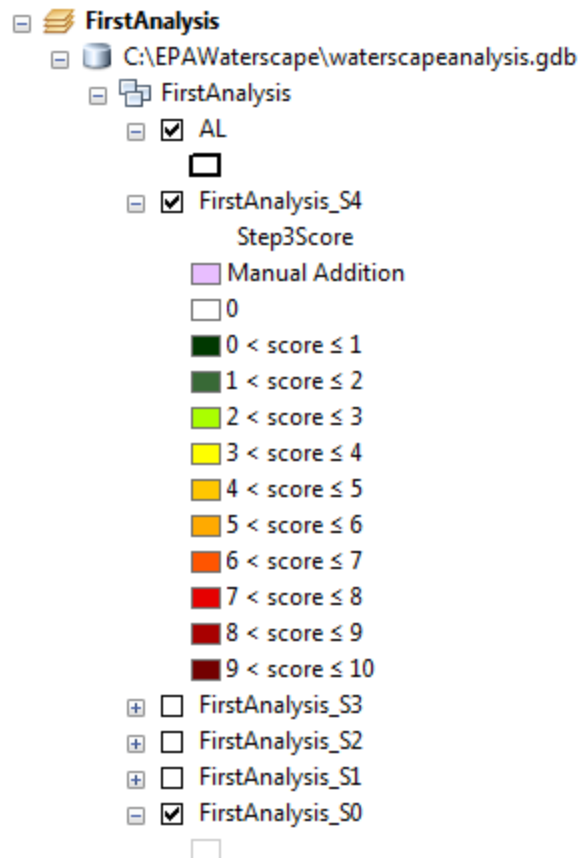 FirstAnalysis
C:\EPAWaterscape\waterscapeanalysis.gdb
FirstAnalysis
AL
FirstAnalysis_S4
Step3Score
Manual Addition
0
0 < score ≤ 1
1 < score ≤ 2
2 < score ≤ 3
3 < score ≤ 4
4 < score ≤ 5
5 < score ≤ 6
6 < score ≤ 7
7 < score ≤ 8
8 < score ≤ 9
9 < score ≤ 10
FirstAnalysis_S3
FirstAnalysis_S2
FirstAnalysis_S1
FirstAnalysis_S0